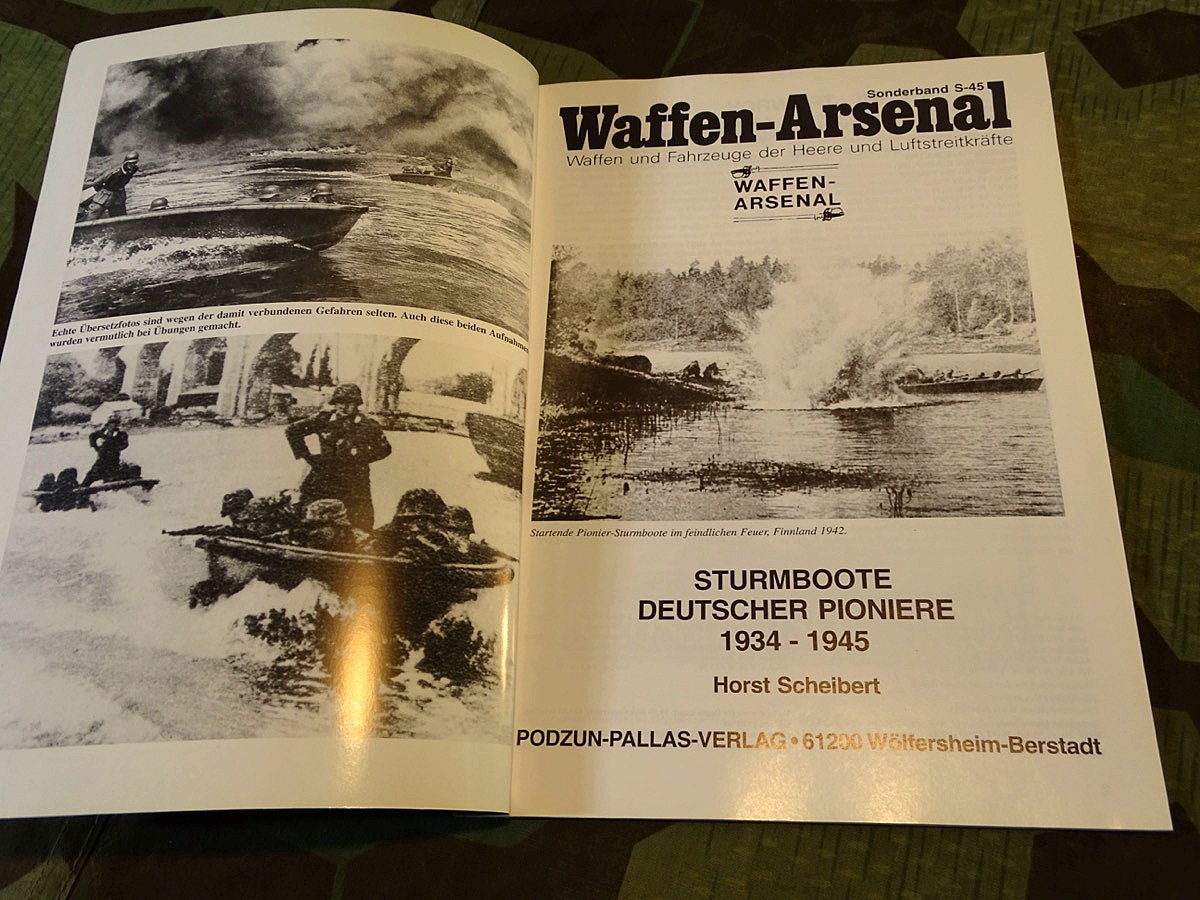 Echte Übersetzfotos sind wegen der damit verbundenen Gefahren selten. Auch diese beiden Aufnahmen
wurden vermutlich bei Übungen gemacht.
Sonderband S-45
Waffen-Arsenal
Waffen und Fahrzeuge der Heere und Luftstreitkräfte
WAFFEN-
ARSENAL
Startende Pionier-Sturmboote im feindlichen Feuer, Finnland 1942.
STURMBOOTE
DEUTSCHER PIONIERE
1934 - 1945
Horst Scheibert
PODZUN-PALLAS-VERLAG • 61200 Wölfersheim-Berstadt